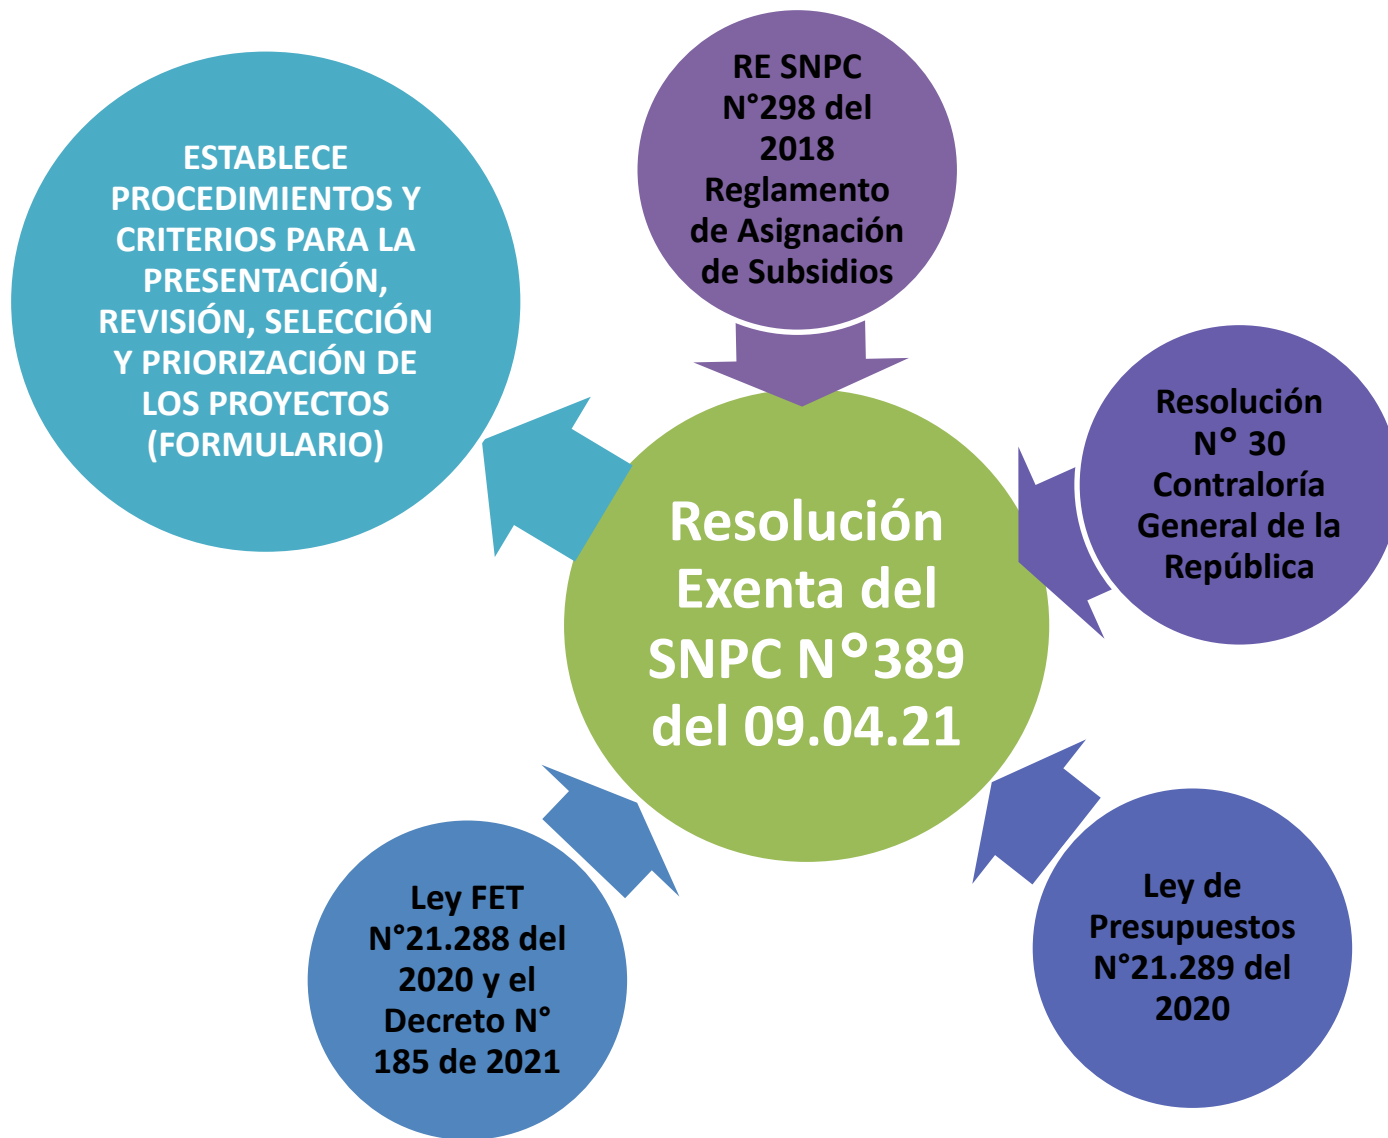 ESTABLECE
PROCEDIMIENTOS Y
CRITERIOS PARA LA
PRESENTACIÓN,
REVISIÓN, SELECCIÓN
Y PRIORIZACIÓN DE
LOS PROYECTOS
(FORMULARIO)
RE SNPC
N°298 del
2018
Reglamento
de Asignación
de Subsidios
Resolución
N° 30
Contraloría
General de la
República
Resolución
Exenta del
SNPC N°389
del 09.04.21
Ley FET
N°21.288 del
2020 y el
Decreto N°
185 de 2021
Ley de
Presupuestos
N°21.289 del
2020